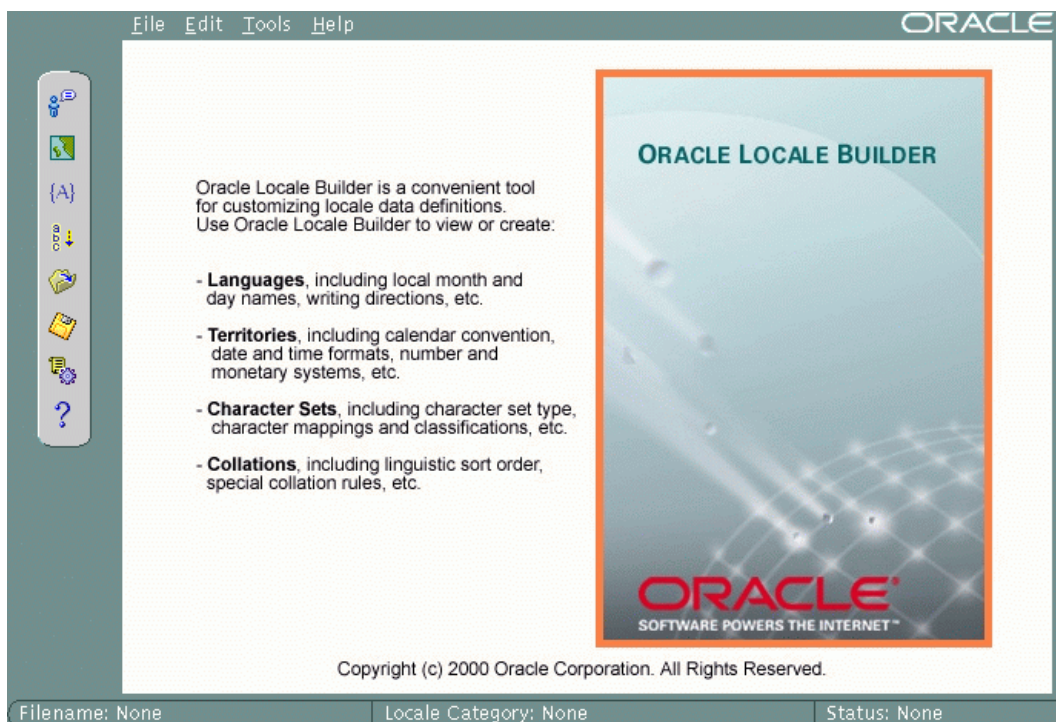 File Edit Tools Help
ORACLE
{A}
a
b
c
?
Oracle Locale Builder is a convenient tool
for customizing locale data definitions.
Use Oracle Locale Builder to view or create:
- Languages, including local month and
day names, writing directions, etc.
- Territories, including calendar convention,
date and time formats, number and
monetary systems, etc.
- Character Sets, including character set type,
character mappings and classifications, etc.
- Collations, including linguistic sort order,
special collation rules, etc.
ORACLE LOCALE BUILDER
ORACLE®
SOFTWARE POWERS THE INTERNET™
Copyright (c) 2000 Oracle Corporation. All Rights Reserved.
Filename: None
Locale Category: None
Status: None